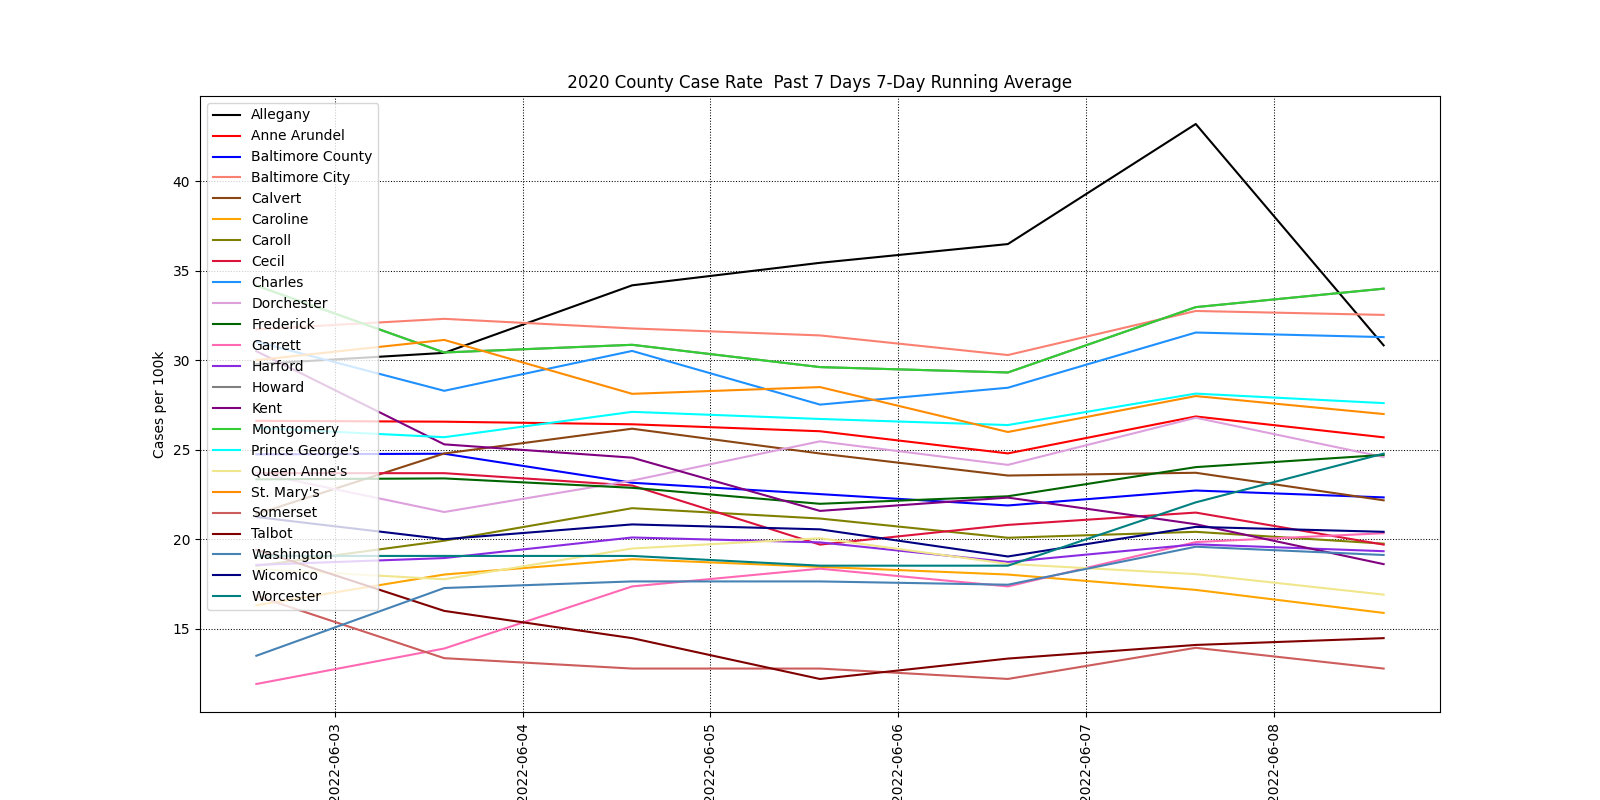 2020 County Case Rate  Past 7 Days 7-Day Running Average
Allegany
Anne Arundel
Baltimore County
Baltimore City
Calvert
Caroline
Caroll
Cecil
Charles
Dorchester
Frederick
Garrett
Harford
Howard
Kent
Montgomery
Prince George's
Queen Anne's
St. Mary's
Somerset
Talbot
Washington
Wicomico
Worcester
Cases per 100k
40
35
30
25
20
15
2022-06-03
2022-06-04
2022-06-05
2022-06-06
2022-06-07
2022-06-08